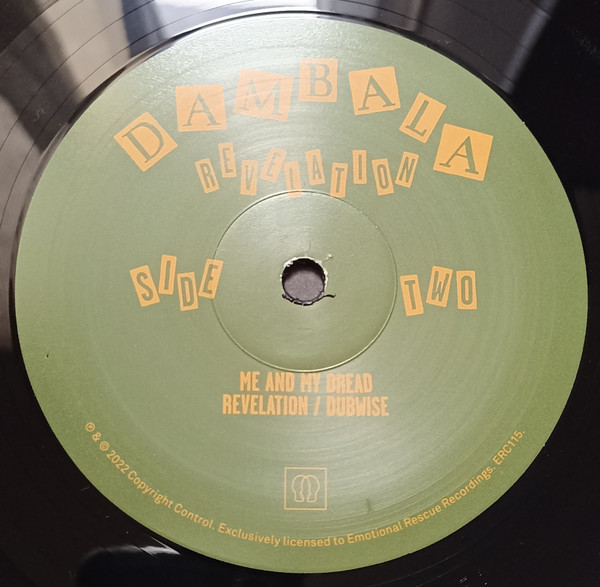 DAMBALA
REVELATION
SIDE TWO
ME AND MY BREAD
REVELATION / DUBWISE
℗ & © 2022 Copyright Control. Exclusively licensed to Emotional Rescue Recordings. ERC115.